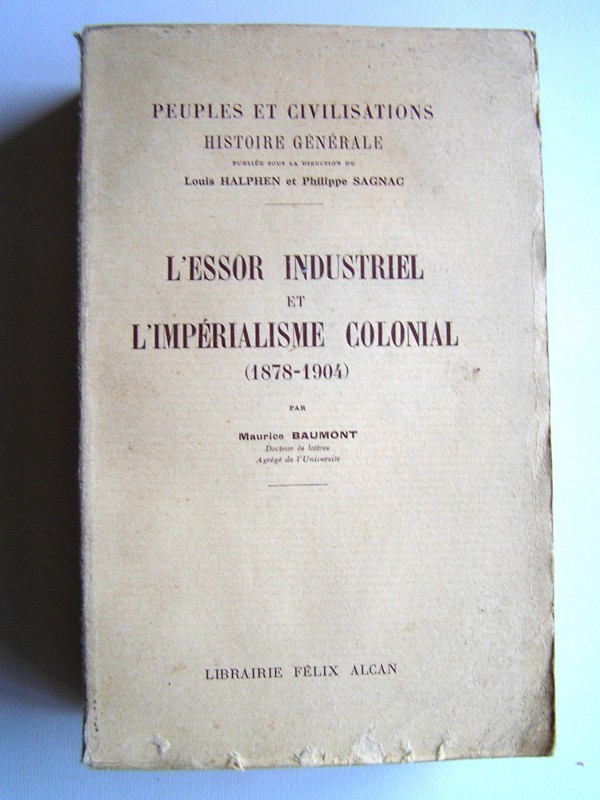 PEUPLES ET CIVILISATIONS
HISTOIRE GÉNÉRALE
PUBLIÉE SOUS LA DIRECTION DE
Louis HALPHEN et Philippe SAGNAC
L'ESSOR INDUSTRIEL
ET
L'IMPÉRIALISME COLONIAL
(1878-1904)
PAR
Maurice BAUMONT
Docteur ès lettres
Agrégé de l'Université
LIBRAIRIE FÉLIX ALCAN